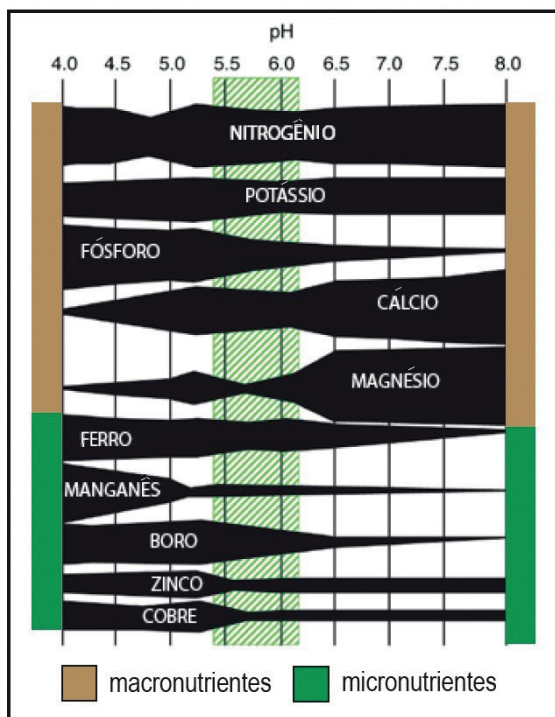 pH
4.0 4.5 5.0 5.5 6.0 6.5 7.0 7.5 8.0
NITROGÊNIO
POTÁSSIO
FÓSFORO
CÁLCIO
MAGNÉSIO
FERRO
MANGANÊS
BORO
ZINCO
COBRE
macronutrientes micronutrientes